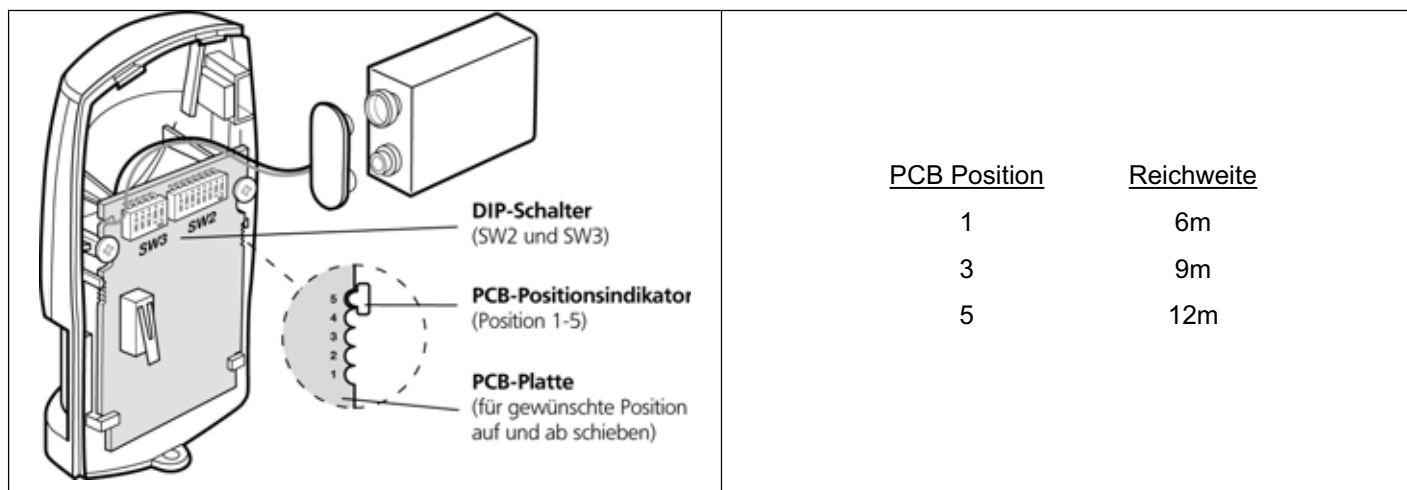 SW3
SW2
DIP-Schalter
(SW2 und SW3)
5
4
3
2
1
PCB-Positionsindikator
(Position 1-5)
PCB-Platte
(für gewünschte Position
auf und ab schieben)
PCB Position Reichweite
1 6m
3 9m
5 12m